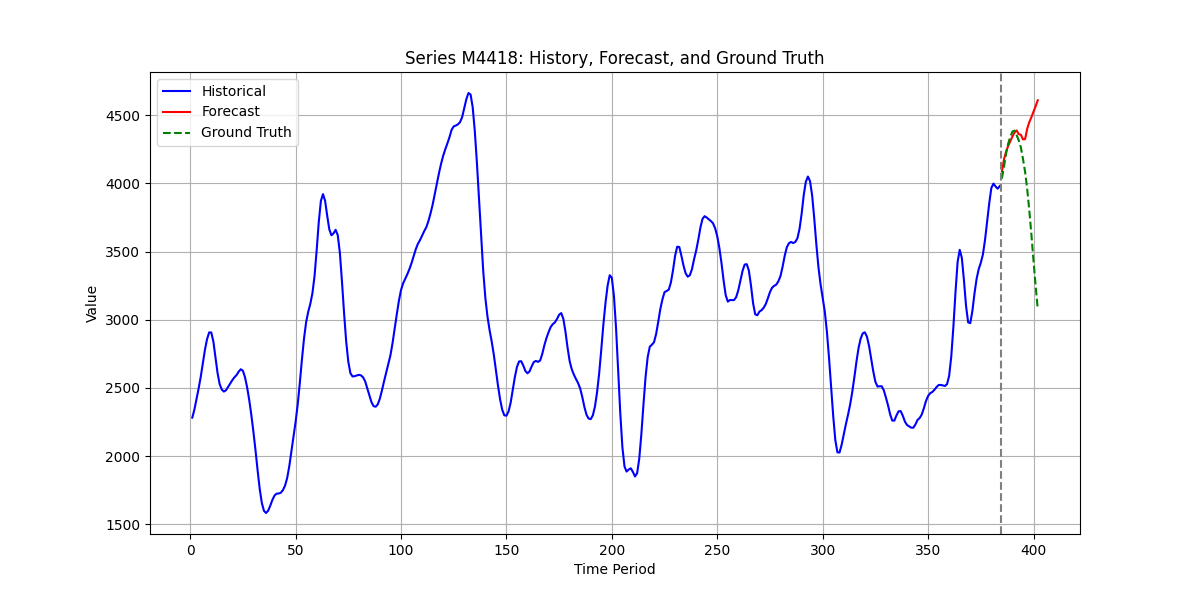 Series M4418: History, Forecast, and Ground Truth
Historical
Forecast
Ground Truth
4500
4000
3500
3000
2500
2000
1500
Value
0 50 100 150 200 250 300 350 400
Time Period